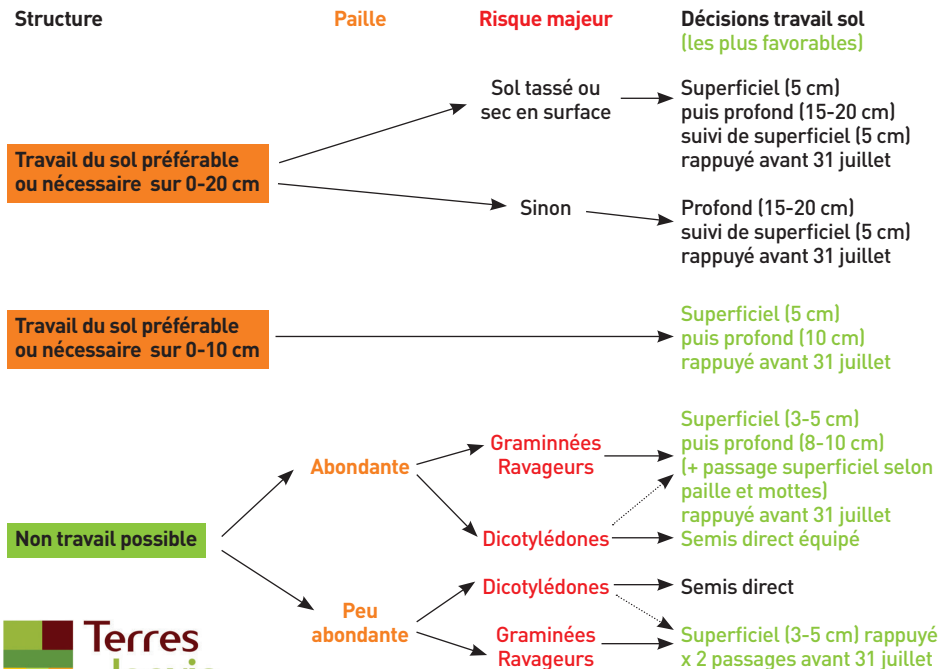 Structure
Paille
Risque majeur
Décisions travail sol
(les plus favorables)
Travail du sol préférable
ou nécessaire sur 0-20 cm
Sol tassé ou
sec en surface
Superficiel (5 cm)
puis profond (15-20 cm)
suivi de superficiel (5 cm)
rappuyé avant 31 juillet
Sinon
Profond (15-20 cm)
suivi de superficiel (5 cm)
rappuyé avant 31 juillet
Travail du sol préférable
ou nécessaire sur 0-10 cm
Superficiel (5 cm)
puis profond (10 cm)
rappuyé avant 31 juillet
Non travail possible
Abondante
Graminnées
Ravageurs
Superficiel (3-5 cm)
puis profond (8-10 cm)
(+ passage superficiel selon
paille et mottes)
rappuyé avant 31 juillet
Dicotylédones
Semis direct équipé
Peu
abondante
Dicotylédones
Semis direct
Graminées
Ravageurs
Superficiel (3-5 cm) rappuyé
x 2 passages avant 31 juillet
Terres